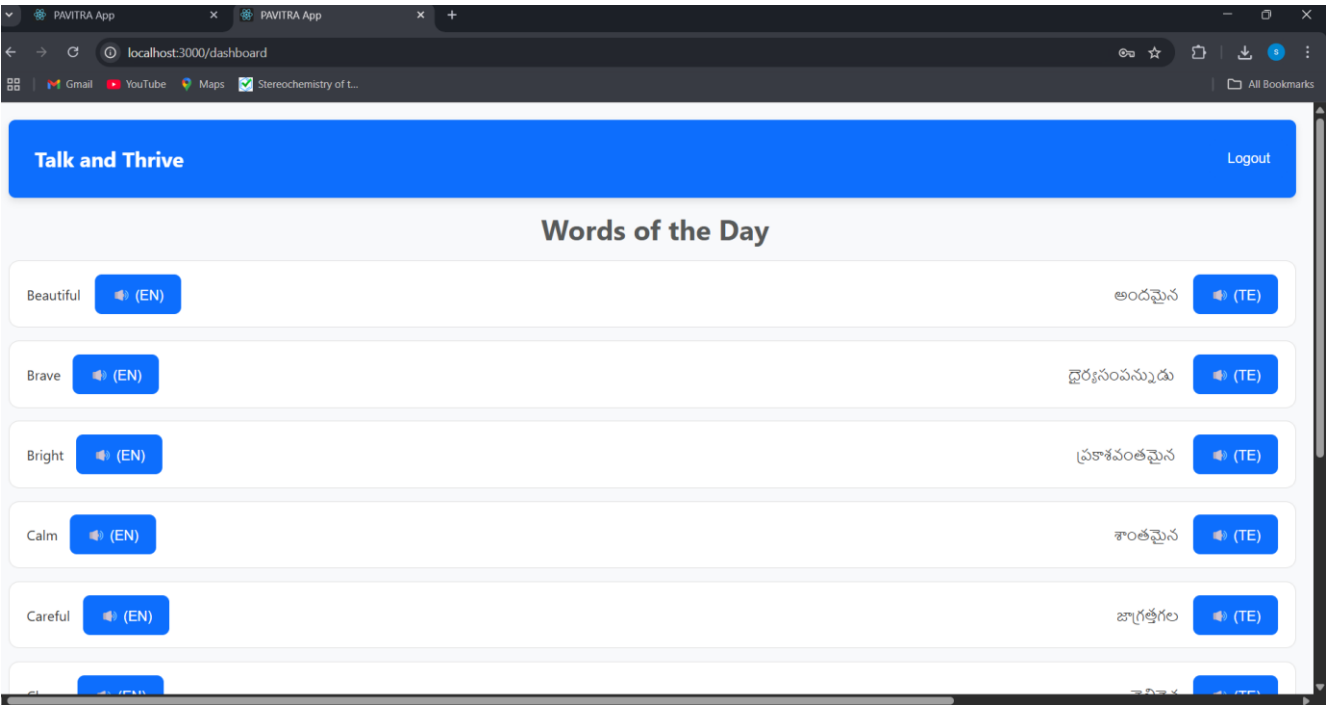 PAVITRA App
PAVITRA App
localhost:3000/dashboard
Gmail YouTube Maps Stereochemistry of t... All Bookmarks
Talk and Thrive Logout
Words of the Day
Beautiful (EN) అందమైన (TE)
Brave (EN) ధైర్యసంపన్నుడు (TE)
Bright (EN) ప్రకాశవంతమైన (TE)
Calm (EN) శాంతమైన (TE)
Careful (EN) జాగ్రత్తగల (TE)
(EN) (TE)